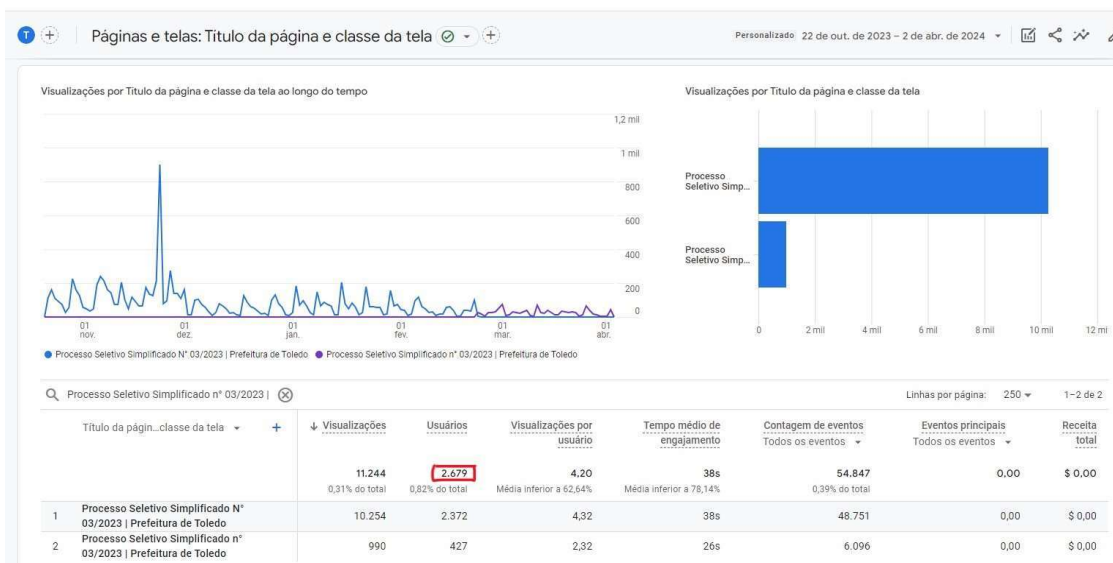 T
Páginas e telas: Título da página e classe da tela
Personalizado 22 de out. de 2023 – 2 de abr. de 2024
Visualizações por Título da página e classe da tela ao longo do tempo
1,2 mil
1 mil
800
600
400
200
0
01 nov.
01 dez.
01 jan.
01 fev.
01 mar.
01 abr.
Processo Seletivo Simplificado N° 03/2023 | Prefeitura de Toledo
Processo Seletivo Simplificado n° 03/2023 | Prefeitura de Toledo
Visualizações por Título da página e classe da tela
Processo
Seletivo Simp...
Processo
Seletivo Simp...
0 2 mil 4 mil 6 mil 8 mil 10 mil 12 mi
Processo Seletivo Simplificado n° 03/2023 |
Linhas por página: 250 1–2 de 2
Título da págin...classe da tela + ↓ Visualizações Usuários Visualizações por usuário Tempo médio de engajamento Contagem de eventos Eventos principais Receita total
Todos os eventos Todos os eventos
11.244 2.679 4,20 38s 54.847 0,00 $ 0,00
0,31% do total 0,82% do total Média inferior a 62,64% Média inferior a 78,14% 0,39% do total
1 Processo Seletivo Simplificado N°
03/2023 | Prefeitura de Toledo 10.254 2.372 4,32 38s 48.751 0,00 $ 0,00
2 Processo Seletivo Simplificado n°
03/2023 | Prefeitura de Toledo 990 427 2,32 26s 6.096 0,00 $ 0,00